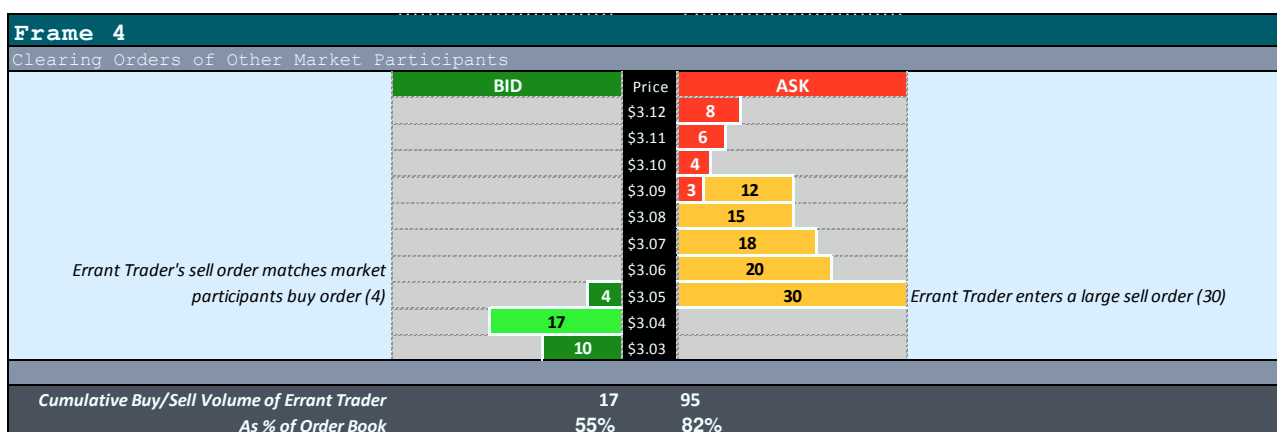 Frame 4
Clearing Orders of Other Market Participants
BID Price ASK
$3.12 8
$3.11 6
$3.10 4
$3.09 3 12
$3.08 15
$3.07 18
Errant Trader's sell order matches market $3.06 20
participants buy order (4) 4 $3.05 30 Errant Trader enters a large sell order (30)
17 $3.04
10 $3.03
Cumulative Buy/Sell Volume of Errant Trader 17 95
As % of Order Book 55% 82%